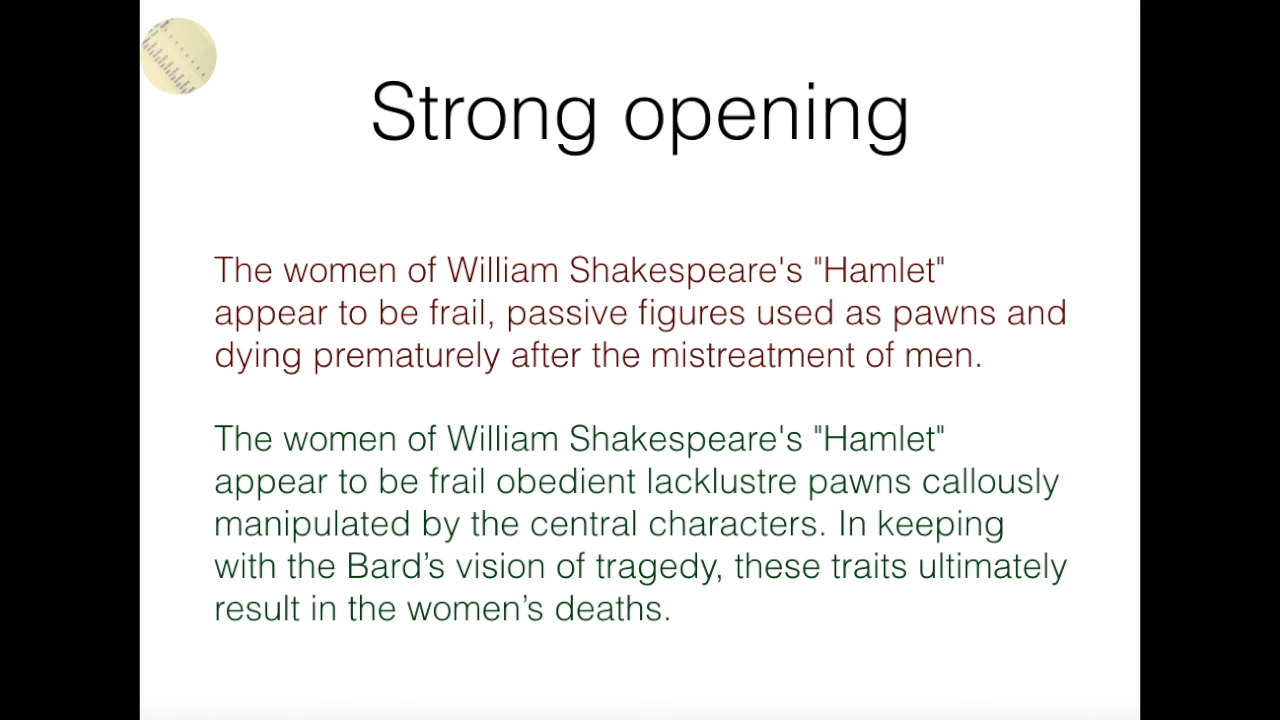 Strong opening
The women of William Shakespeare's "Hamlet"
appear to be frail, passive figures used as pawns and
dying prematurely after the mistreatment of men.
The women of William Shakespeare's "Hamlet"
appear to be frail obedient lacklustre pawns callously
manipulated by the central characters. In keeping
with the Bard’s vision of tragedy, these traits ultimately
result in the women’s deaths.